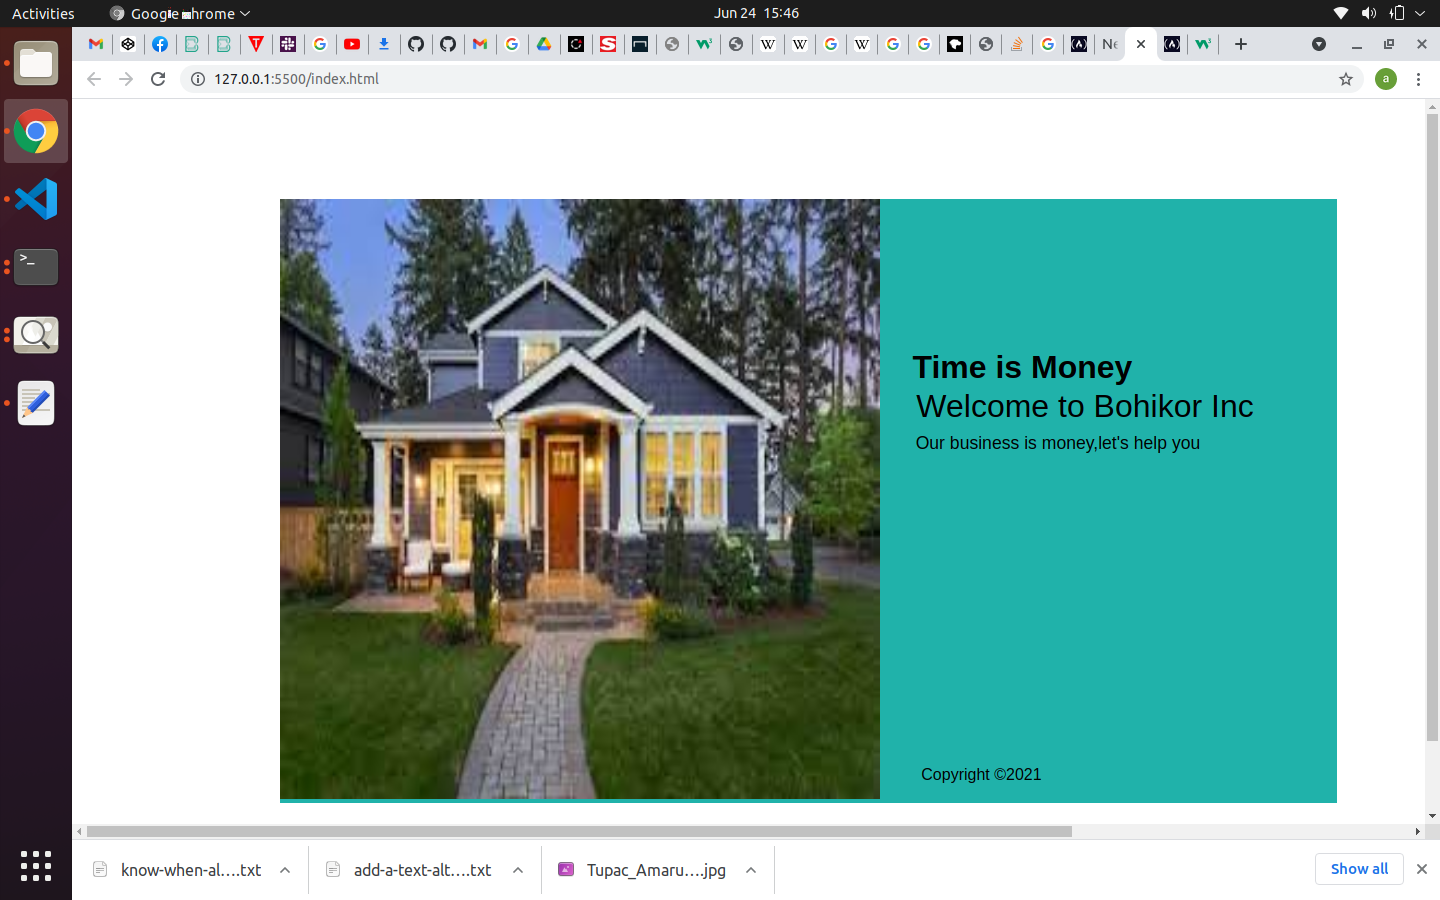 Activities
Google Chrome
Jun 24 15:46
Ne
127.0.0.1:5500/index.html
a
Time is Money
Welcome to Bohikor Inc
Our business is money,let's help you
Copyright ©2021
know-when-al....txt
add-a-text-alt....txt
Tupac_Amaru....jpg
Show all